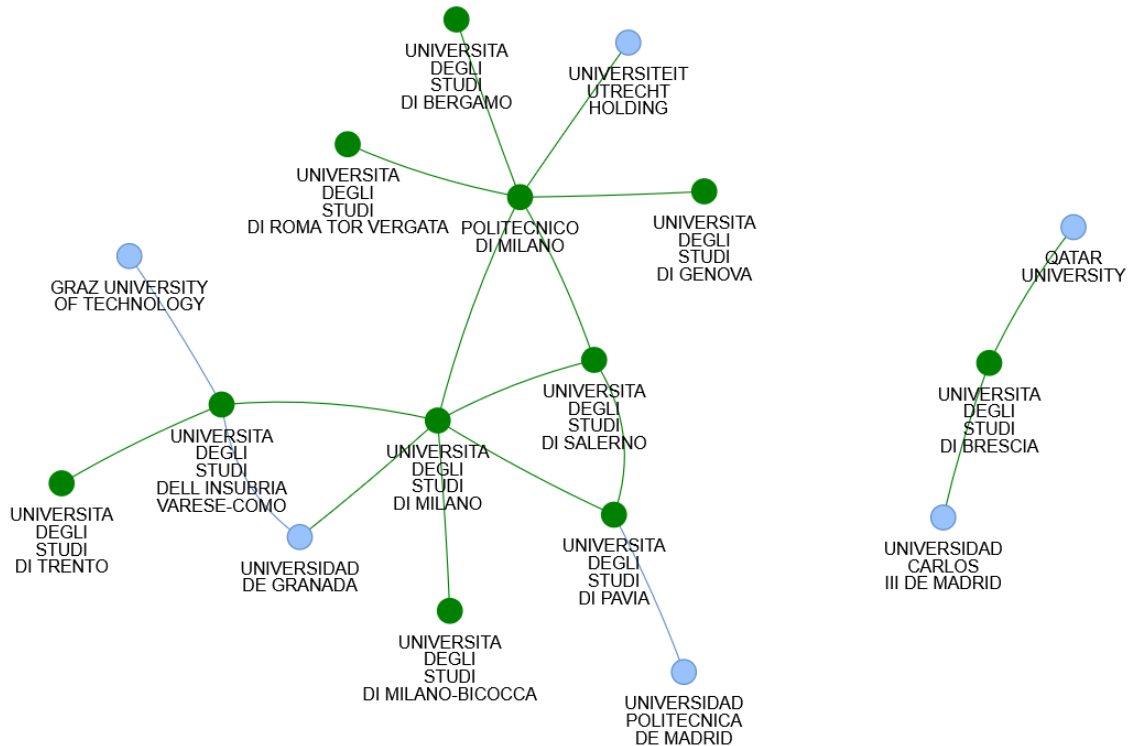 UNIVERSITA
DEGLI
STUDI
DI BERGAMO
UNIVERSITEIT
UTRECHT
HOLDING
UNIVERSITA
DEGLI
STUDI
DI ROMA TOR VERGATA
POLITECNICO
DI MILANO
UNIVERSITA
DEGLI
STUDI
DI GENOVA
QATAR
UNIVERSITY
GRAZ UNIVERSITY
OF TECHNOLOGY
UNIVERSITA
DEGLI
STUDI
DI SALERNO
UNIVERSITA
DEGLI
STUDI
DI BRESCIA
UNIVERSITA
DEGLI
STUDI
DELL INSUBRIA
VARESE-COMO
UNIVERSITA
DEGLI
STUDI
DI MILANO
UNIVERSITA
DEGLI
STUDI
DI TRENTO
UNIVERSIDAD
DE GRANADA
UNIVERSITA
DEGLI
STUDI
DI PAVIA
UNIVERSIDAD
CARLOS
III DE MADRID
UNIVERSITA
DEGLI
STUDI
DI MILANO-BICOCCA
UNIVERSIDAD
POLITECNICA
DE MADRID